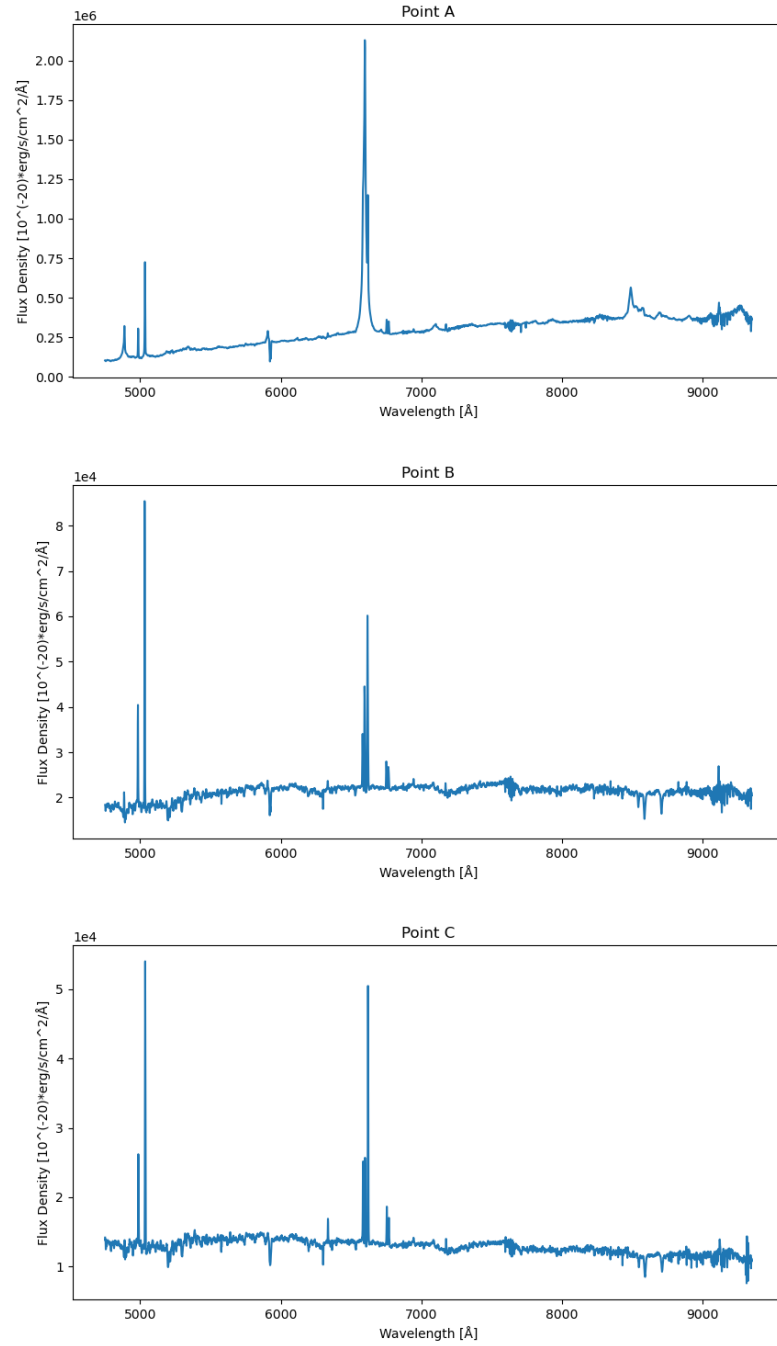 Point A
1e6
Flux Density [10^(-20)*erg/s/cm^2/Å]
2.00
1.75
1.50
1.25
1.00
0.75
0.50
0.25
0.00
5000 6000 7000 8000 9000
Wavelength [Å]
Point B
1e4
Flux Density [10^(-20)*erg/s/cm^2/Å]
8
7
6
5
4
3
2
5000 6000 7000 8000 9000
Wavelength [Å]
Point C
1e4
Flux Density [10^(-20)*erg/s/cm^2/Å]
5
4
3
2
1
5000 6000 7000 8000 9000
Wavelength [Å]